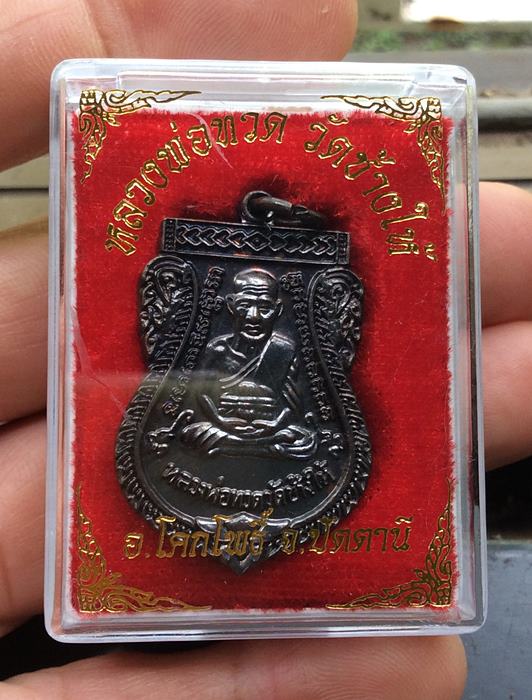 หลวงพ่อทวด วัดช้างให้
หลวงพ่อทวดวัดช้างให้
อ.โคกโพธิ์ จ.ปัตตานี